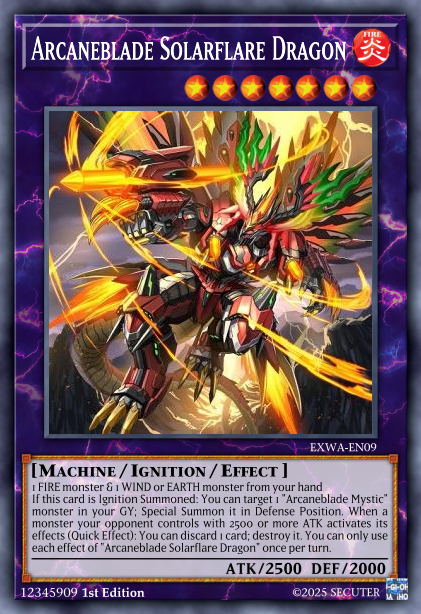 Arcaneblade Solarflare Dragon
FIRE
炎
EXWA-EN09
[Machine / Ignition / Effect ]
1 FIRE monster & 1 WIND or EARTH monster from your hand
If this card is Ignition Summoned: You can target 1 "Arcaneblade Mystic"
monster in your GY; Special Summon it in Defense Position. When a
monster your opponent controls with 2500 or more ATK activates its
effects (Quick Effect): You can discard 1 card; destroy it. You can only use
each effect of "Arcaneblade Solarflare Dragon" once per turn.
ATK/2500 DEF/2000
12345909 1st Edition
©2025 SECUTER